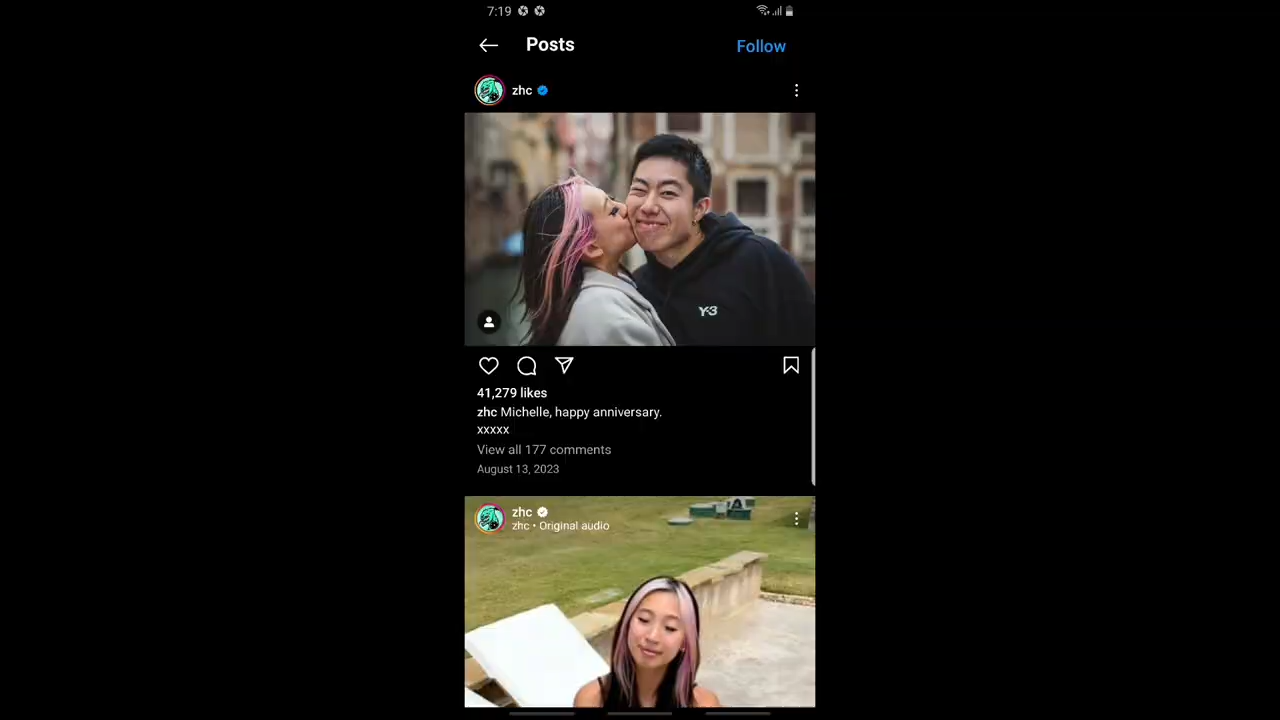 7:19
Posts
Follow
zhc
Y-3
41,279 likes
zhc Michelle, happy anniversary.
xxxxx
View all 177 comments
August 13, 2023
zhc
zhc • Original audio